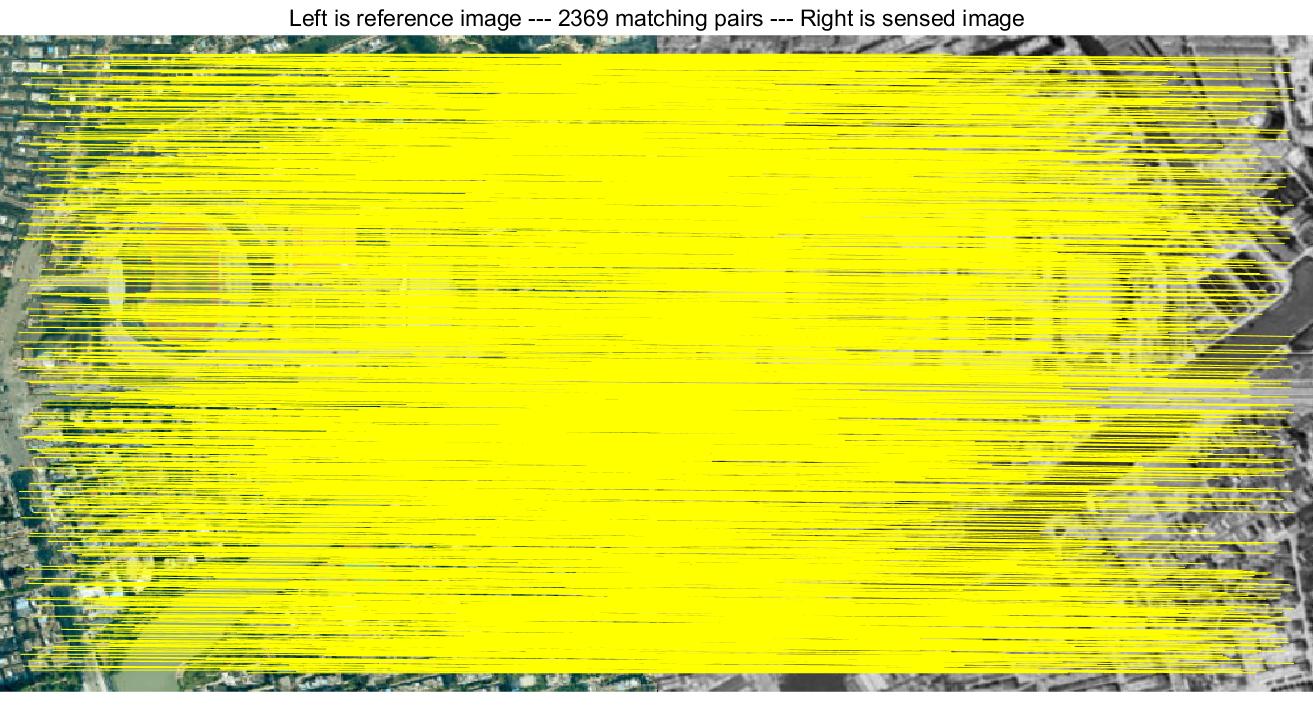 Left is reference image --- 2369 matching pairs --- Right is sensed image